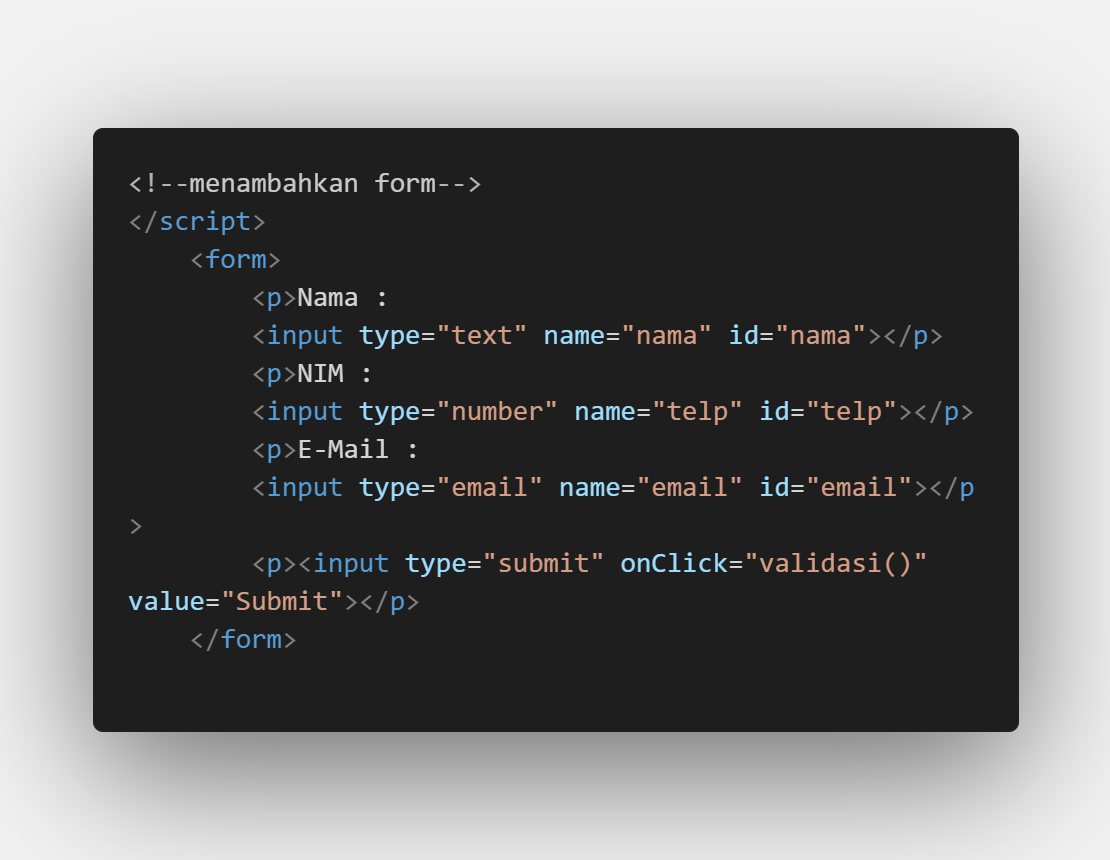 <!--menambahkan form-->
</script>
    <form>
        <p>Nama :
        <input type="text" name="nama" id="nama"></p>
        <p>NIM :
        <input type="number" name="telp" id="telp"></p>
        <p>E-Mail :
        <input type="email" name="email" id="email"></p
>
        <p><input type="submit" onClick="validasi()"
value="Submit"></p>
    </form>